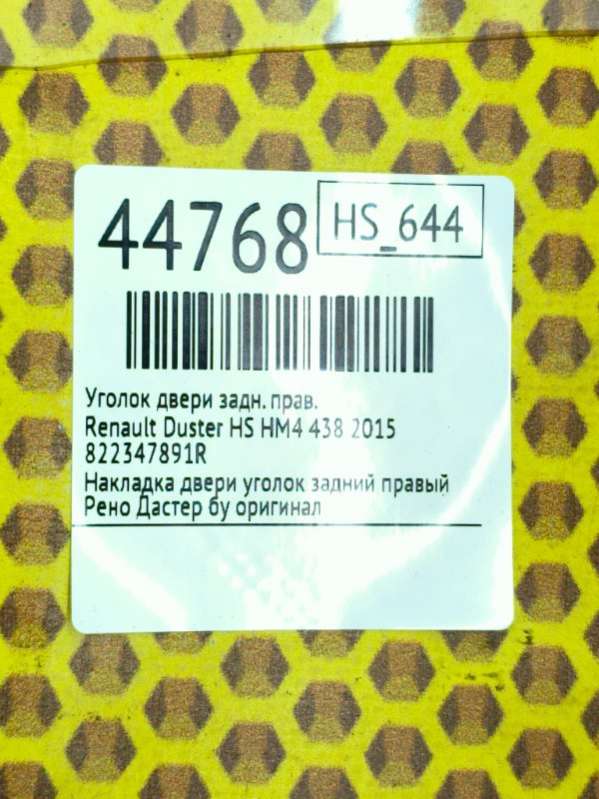 44768 HS_644
Уголок двери задн. прав.
Renault Duster HS HM4 438 2015
822347891R
Накладка двери уголок задний правый
Рено Дастер бу оригинал